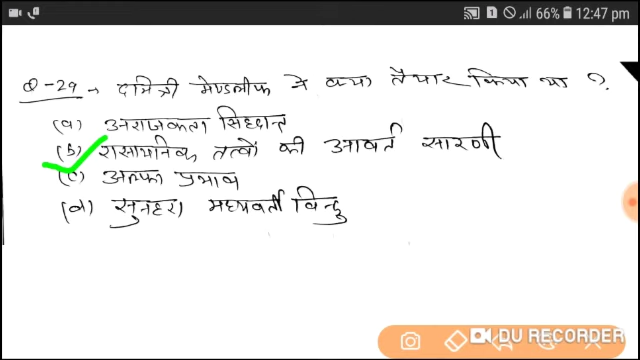 66% 12:47 pm
Q-29 → दमित्री मेण्डलीफ ने क्या तैयार किया था ?
(a) अराजकता सिद्धान्त
(b) रासायनिक तत्वों की आवर्त सारणी
(c) अल्फा प्रभाव
(d) सुनहरा मध्यवर्ती बिन्दु
DU RECORDER